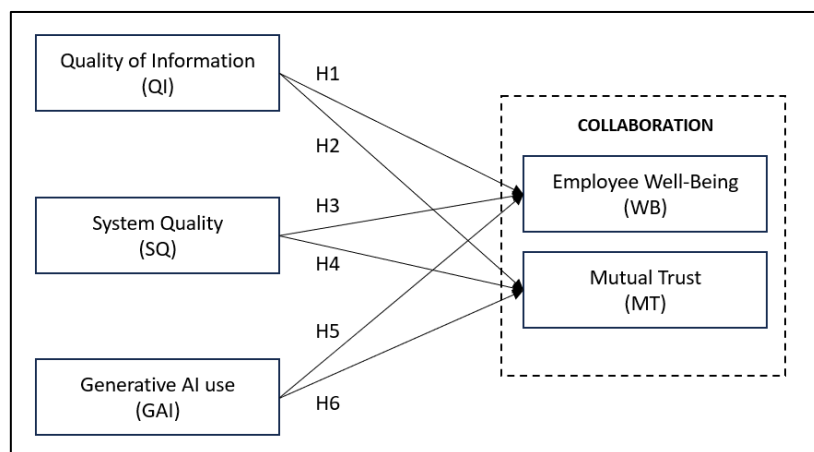 Quality of Information
(QI)
H1
H2
COLLABORATION
Employee Well-Being
(WB)
System Quality
(SQ)
H3
H4
Mutual Trust
(MT)
H5
Generative AI use
(GAI)
H6